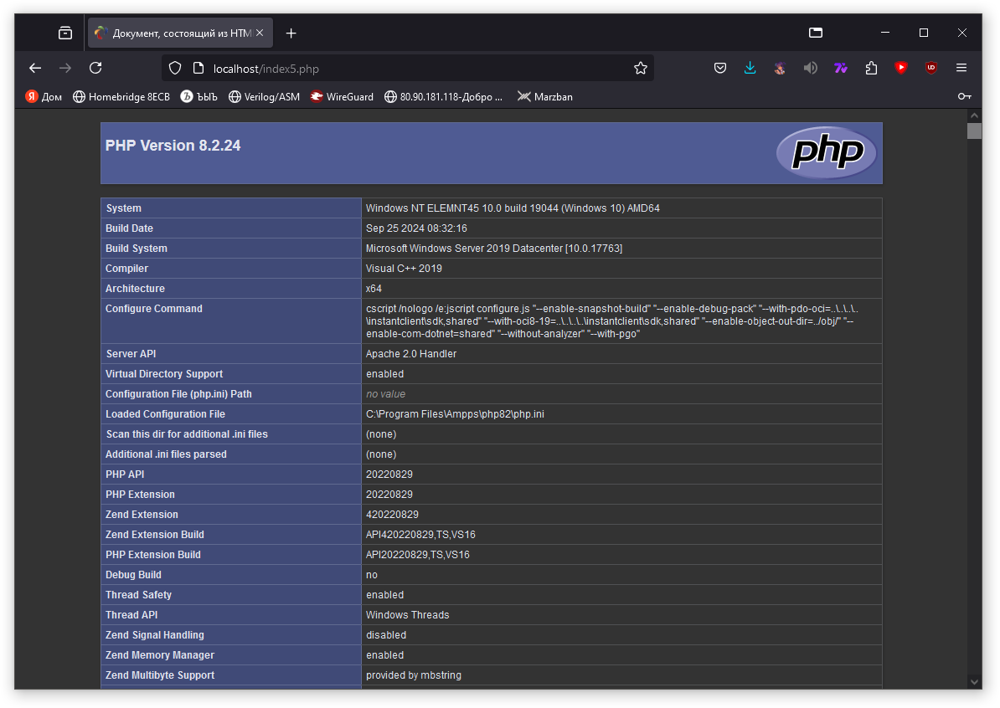 Документ, состоящий из HTM
localhost/index5.php
Я Дом Homebridge 8ECB Ъ ЪЫЪ Verilog/ASM WireGuard 80.90.181.118-Добро ... Marzban
PHP Version 8.2.24 php
System Windows NT ELEMNT45 10.0 build 19044 (Windows 10) AMD64
Build Date Sep 25 2024 08:32:16
Build System Microsoft Windows Server 2019 Datacenter [10.0.17763]
Compiler Visual C++ 2019
Architecture x64
Configure Command cscript /nologo /e:jscript configure.js "--enable-snapshot-build" "--enable-debug-pack" "--with-pdo-oci=..\..\..\..
\instantclient\sdk,shared" "--with-oci8-19=..\..\..\..\instantclient\sdk,shared" "--enable-object-out-dir=../obj/" "--
enable-com-dotnet=shared" "--without-analyzer" "--with-pgo"
Server API Apache 2.0 Handler
Virtual Directory Support enabled
Configuration File (php.ini) Path no value
Loaded Configuration File C:\Program Files\Ampps\php82\php.ini
Scan this dir for additional .ini files (none)
Additional .ini files parsed (none)
PHP API 20220829
PHP Extension 20220829
Zend Extension 420220829
Zend Extension Build API420220829,TS,VS16
PHP Extension Build API20220829,TS,VS16
Debug Build no
Thread Safety enabled
Thread API Windows Threads
Zend Signal Handling disabled
Zend Memory Manager enabled
Zend Multibyte Support provided by mbstring